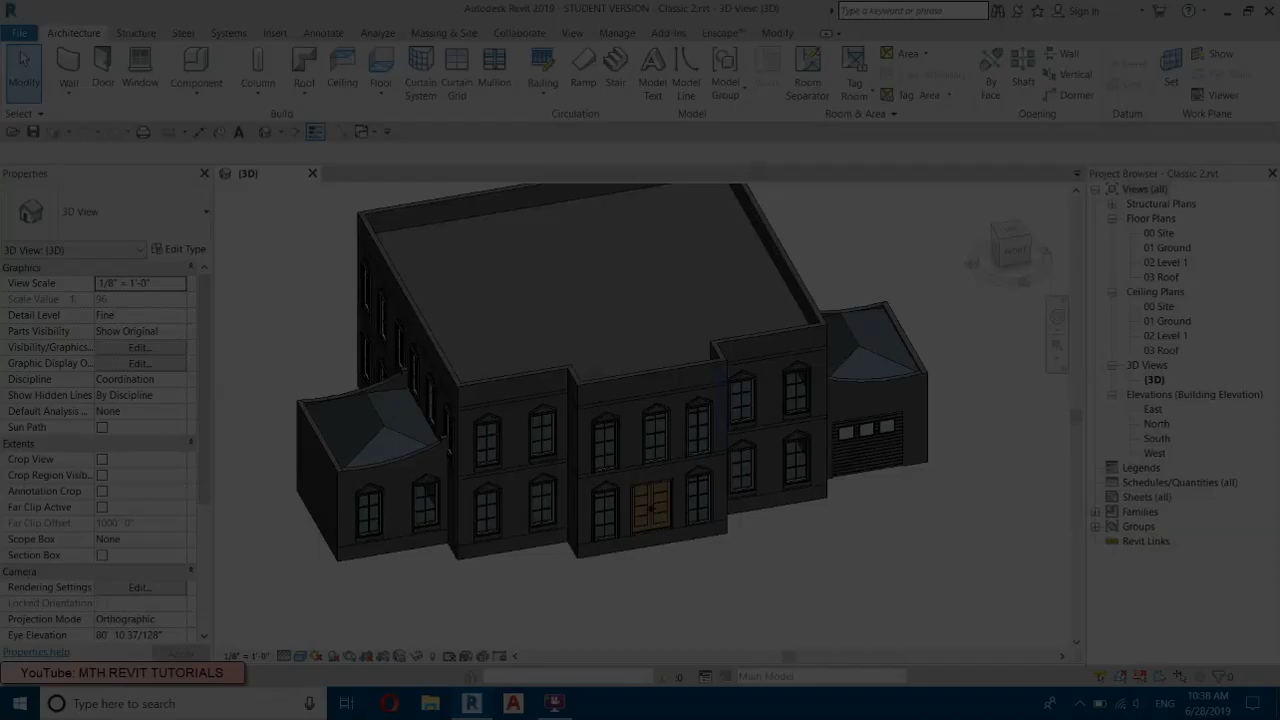 Autodesk Revit 2019 - STUDENT VERSION - Classic 2.rvt - 3D View: {3D}
Type a keyword or phrase
Sign In
File Architecture Structure Steel Systems Insert Annotate Analyze Massing & Site Collaborate View Manage Add-Ins Enscape™ Modify
Modify
Wall
Door
Window
Component
Column
Roof
Ceiling
Floor
Curtain System
Curtain Grid
Mullion
Railing
Ramp
Stair
Model Text
Model Line
Model Group
Room Separator
Tag Room
Area
Tag Area
By Face
Shaft
Wall
Vertical
Dormer
Set
Show
Viewer
Select
Build
Circulation
Model
Room & Area
Opening
Datum
Work Plane
Properties
{3D}
Project Browser - Classic 2.rvt
3D View
3D View: {3D}
Edit Type
Graphics
View Scale 1/8" = 1'-0"
Scale Value 1: 96
Detail Level Fine
Parts Visibility Show Original
Visibility/Graphics... Edit...
Graphic Display O... Edit...
Discipline Coordination
Show Hidden Lines By Discipline
Default Analysis ... None
Sun Path
Extents
Crop View
Crop Region Visib...
Annotation Crop
Far Clip Active
Far Clip Offset 1000' 0"
Scope Box None
Section Box
Camera
Rendering Settings Edit...
Locked Orientation
Projection Mode Orthographic
Eye Elevation 80' 10.37/128"
Properties help
Apply
Views (all)
Structural Plans
Floor Plans
00 Site
01 Ground
02 Level 1
03 Roof
Ceiling Plans
00 Site
01 Ground
02 Level 1
03 Roof
3D Views
{3D}
Elevations (Building Elevation)
East
North
South
West
Legends
Schedules/Quantities (all)
Sheets (all)
Families
Groups
Revit Links
1/8" = 1'-0"
:0
Main Model
:0
YouTube: MTH REVIT TUTORIALS
Type here to search
ENG
10:38 AM
6/28/2019